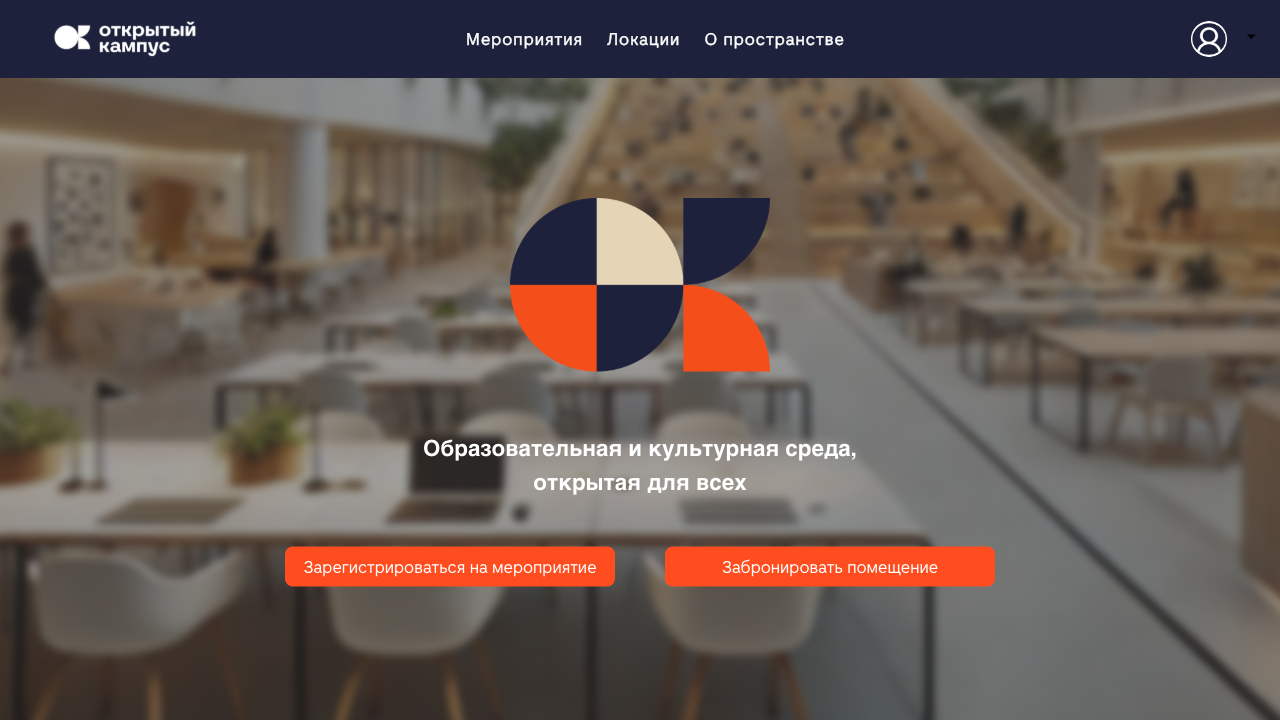 открытый
кампус
Мероприятия
Локации
О пространстве
Образовательная и культурная среда,
открытая для всех
Зарегистрироваться на мероприятие
Забронировать помещение